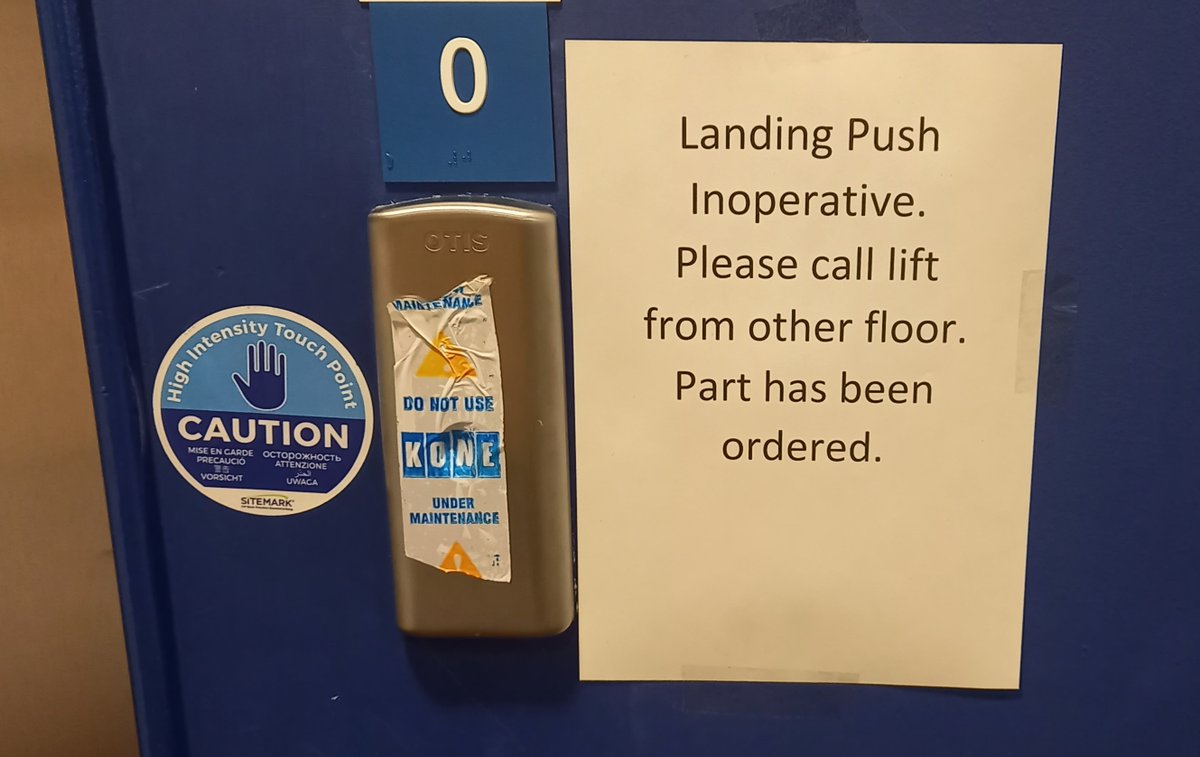 0
OTIS
MAINTENANCE
DO NOT USE
KONE
UNDER
MAINTENANCE
High Intensity Touch Point
CAUTION
MISE EN GARDE ОСТОРОЖНОСТЬ
PRECAUCIÓ ATTENZIONE
VORSICHT UWAGA
SITEMARK
Landing Push
Inoperative.
Please call lift
from other floor.
Part has been
ordered.